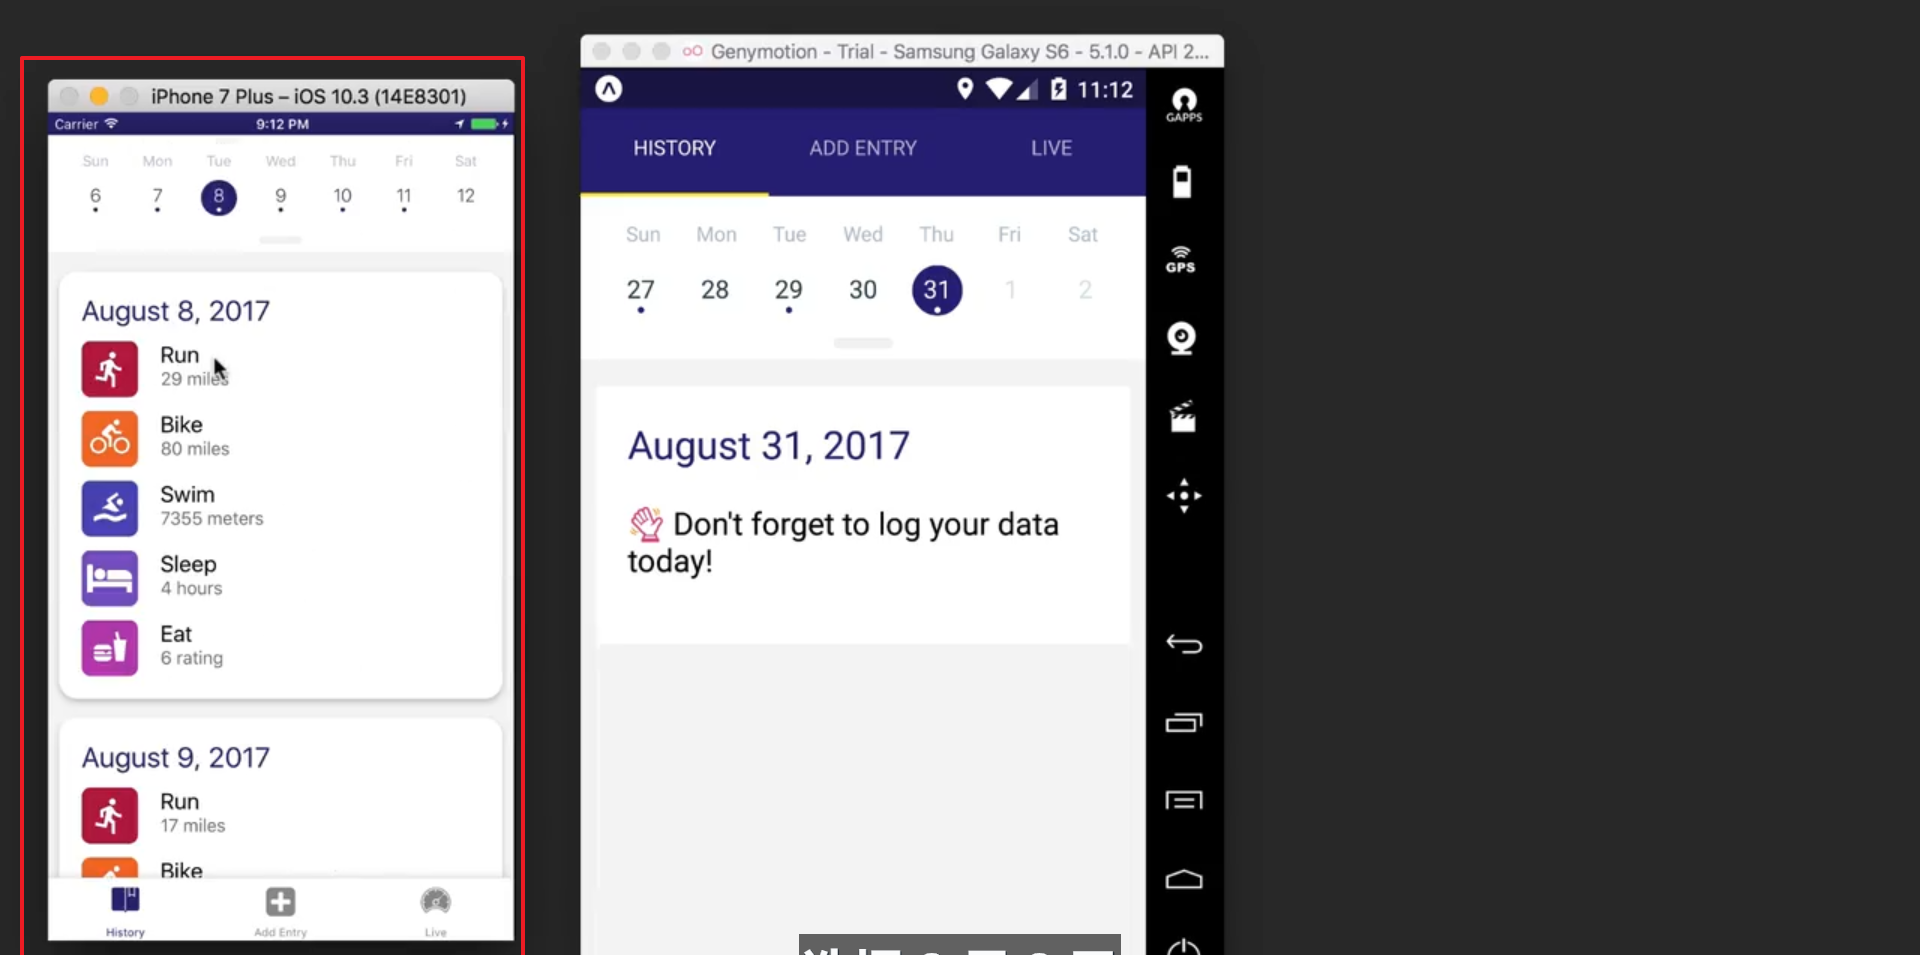 iPhone 7 Plus – iOS 10.3 (14E8301)
Carrier 9:12 PM
Sun Mon Tue Wed Thu Fri Sat
6 7 8 9 10 11 12
August 8, 2017
Run
29 miles
Bike
80 miles
Swim
7355 meters
Sleep
4 hours
Eat
6 rating
August 9, 2017
Run
17 miles
Bike
History Add Entry Live
Genymotion - Trial - Samsung Galaxy S6 - 5.1.0 - API 2...
11:12
HISTORY ADD ENTRY LIVE
Sun Mon Tue Wed Thu Fri Sat
27 28 29 30 31 1 2
August 31, 2017
Don't forget to log your data
today!
GAPPS
GPS